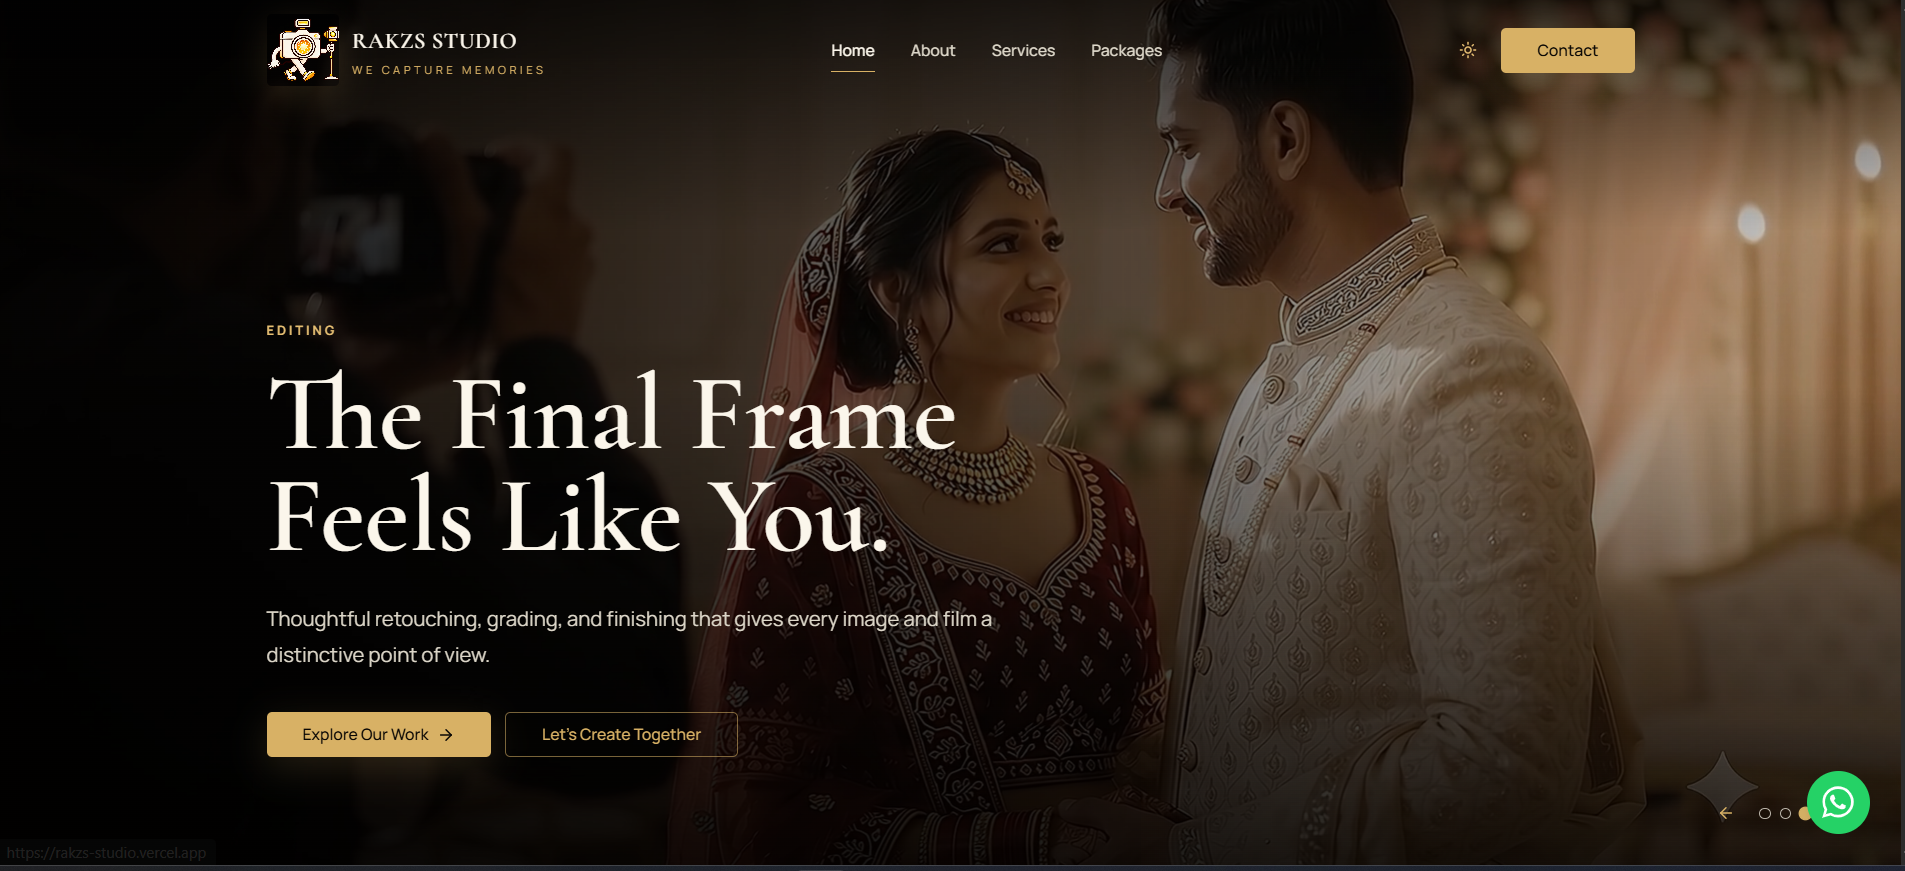 RAKZS STUDIO
WE CAPTURE MEMORIES
Home
About
Services
Packages
Contact
EDITING
The Final Frame
Feels Like You.
Thoughtful retouching, grading, and finishing that gives every image and film a
distinctive point of view.
Explore Our Work
Let's Create Together
https://rakzs-studio.vercel.app